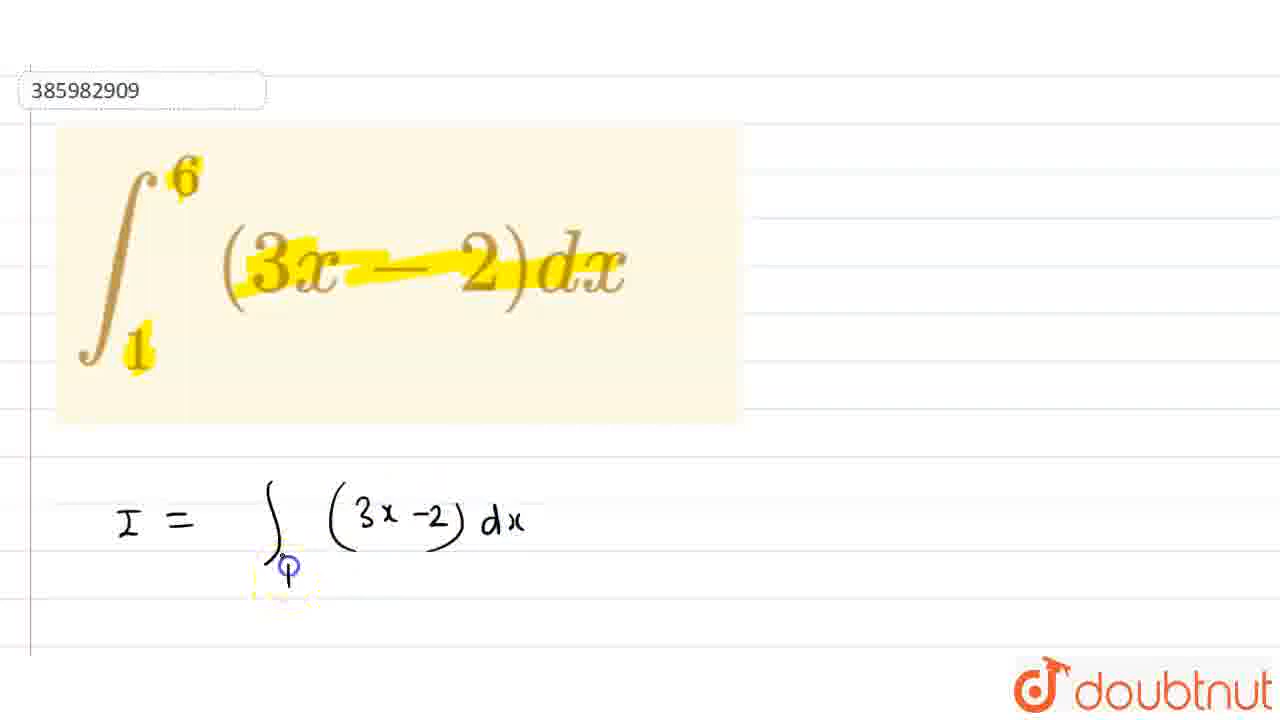 385982909
∫₁⁶ (3x − 2)dx
I = ∫₁ (3x -2) dx
doubtnut